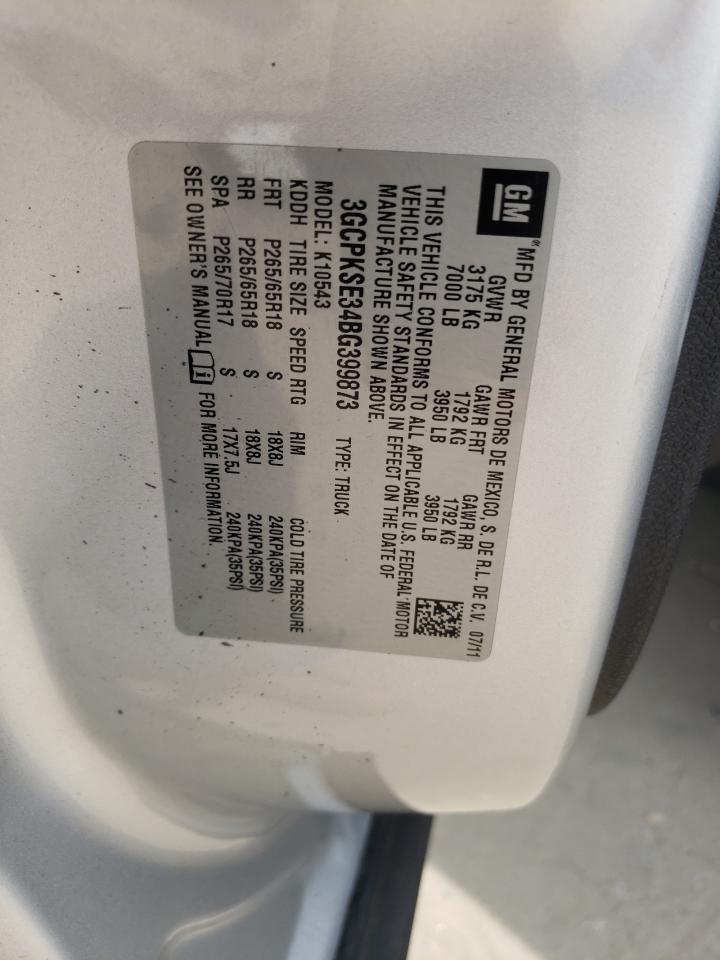 GM ® MFD BY GENERAL MOTORS DE MEXICO, S. DE R.L. DE C.V. 07/11
GVWR GAWR FRT GAWR RR
3175 KG 1792 KG 1792 KG
7000 LB 3950 LB 3950 LB
THIS VEHICLE CONFORMS TO ALL APPLICABLE U.S. FEDERAL MOTOR
VEHICLE SAFETY STANDARDS IN EFFECT ON THE DATE OF
MANUFACTURE SHOWN ABOVE.
3GCPKSE34BG399873 TYPE: TRUCK
MODEL: K10543
KDDH TIRE SIZE SPEED RTG RIM COLD TIRE PRESSURE
FRT P265/65R18 S 18X8J 240KPA(35PSI)
RR P265/65R18 S 18X8J 240KPA(35PSI)
SPA P265/70R17 S 17X7.5J 240KPA(35PSI)
SEE OWNER'S MANUAL i FOR MORE INFORMATION.